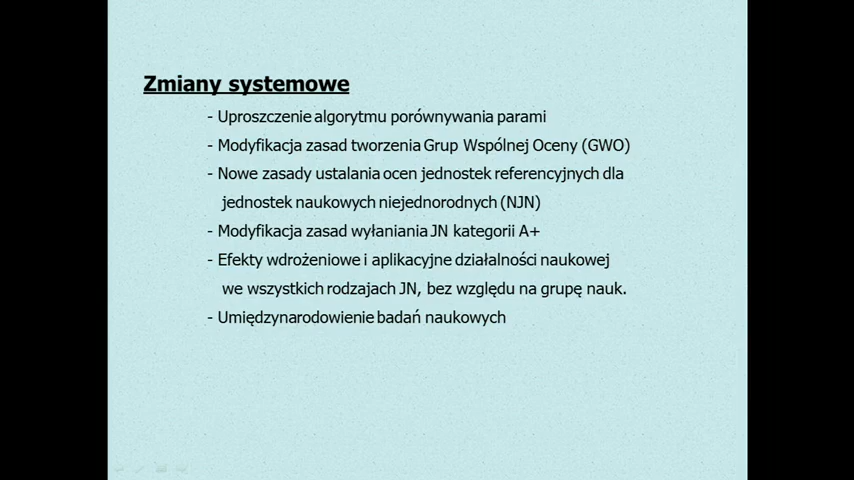 Zmiany systemowe
- Uproszczenie algorytmu porównywania parami
- Modyfikacja zasad tworzenia Grup Wspólnej Oceny (GWO)
- Nowe zasady ustalania ocen jednostek referencyjnych dla
jednostek naukowych niejednorodnych (NJN)
- Modyfikacja zasad wyłaniania JN kategorii A+
- Efekty wdrożeniowe i aplikacyjne działalności naukowej
we wszystkich rodzajach JN, bez względu na grupę nauk.
- Umiędzynarodowienie badań naukowych